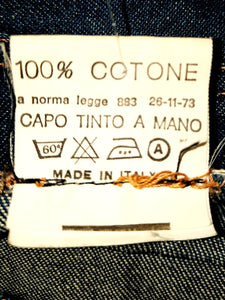 100% COTONE
a norma legge 883 26-11-73
CAPO TINTO A MANO
60° A
MADE IN ITALY